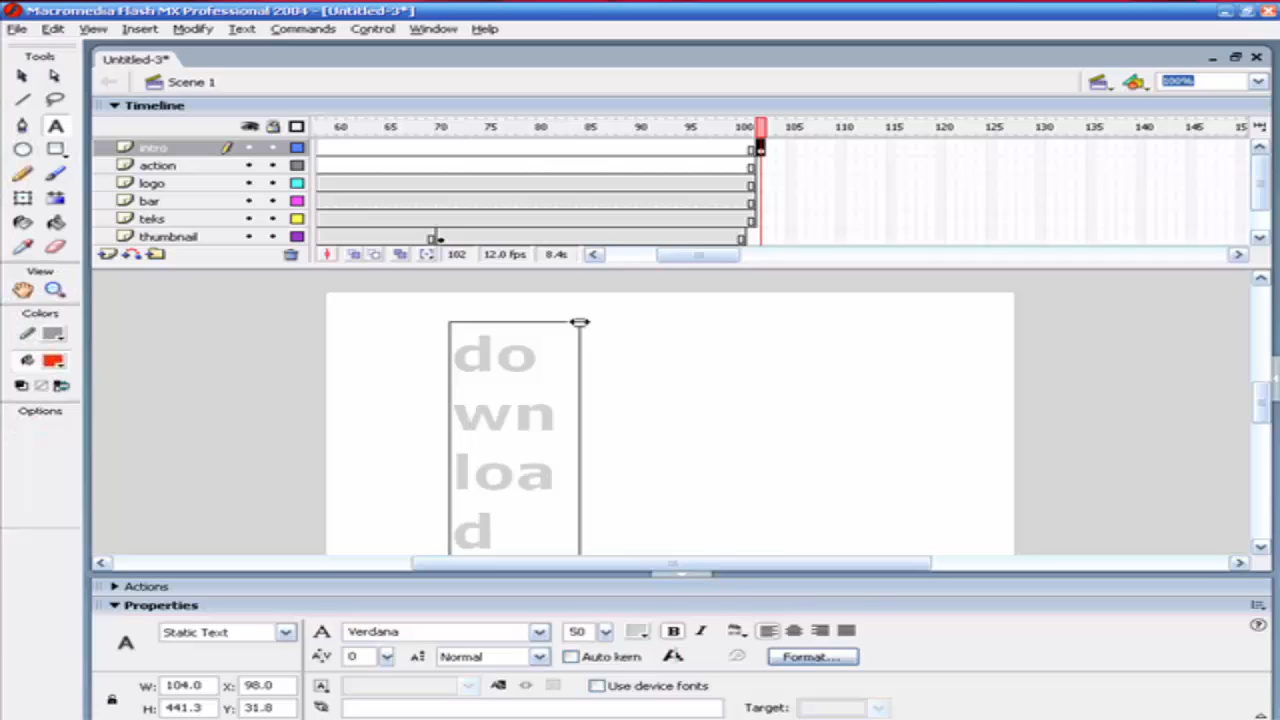 Macromedia Flash MX Professional 2004 - [Untitled-3*]
File Edit View Insert Modify Text Commands Control Window Help
Tools
Untitled-3*
Scene 1
100%
Timeline
60 65 70 75 80 85 90 95 100 105 110 115 120 125 130 135 140 145 15
intro
action
logo
bar
teks
thumbnail
102 12.0 fps 8.4s
View
Colors
Options
do
wn
loa
d
Actions
Properties
A
Static Text
A
Verdana
50
B I
A/V
0
A
Normal
Auto kern
Format...
W: 104.0 X: 98.0
H: 441.3 Y: 31.8
Use device fonts
Target: